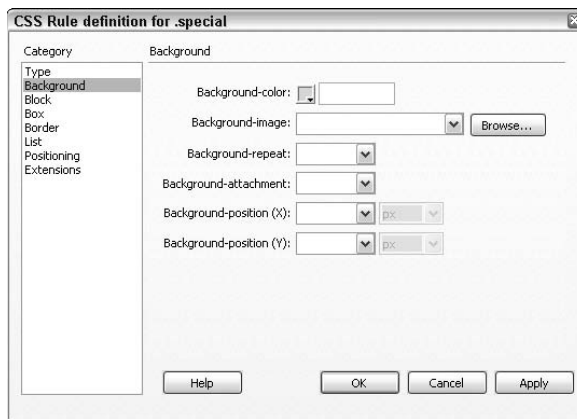 CSS Rule definition for .special
Category
Background
Type
Background
Block
Box
Border
List
Positioning
Extensions
Background-color:
Background-image:
Browse...
Background-repeat:
Background-attachment:
Background-position (X):
px
Background-position (Y):
px
Help
OK
Cancel
Apply